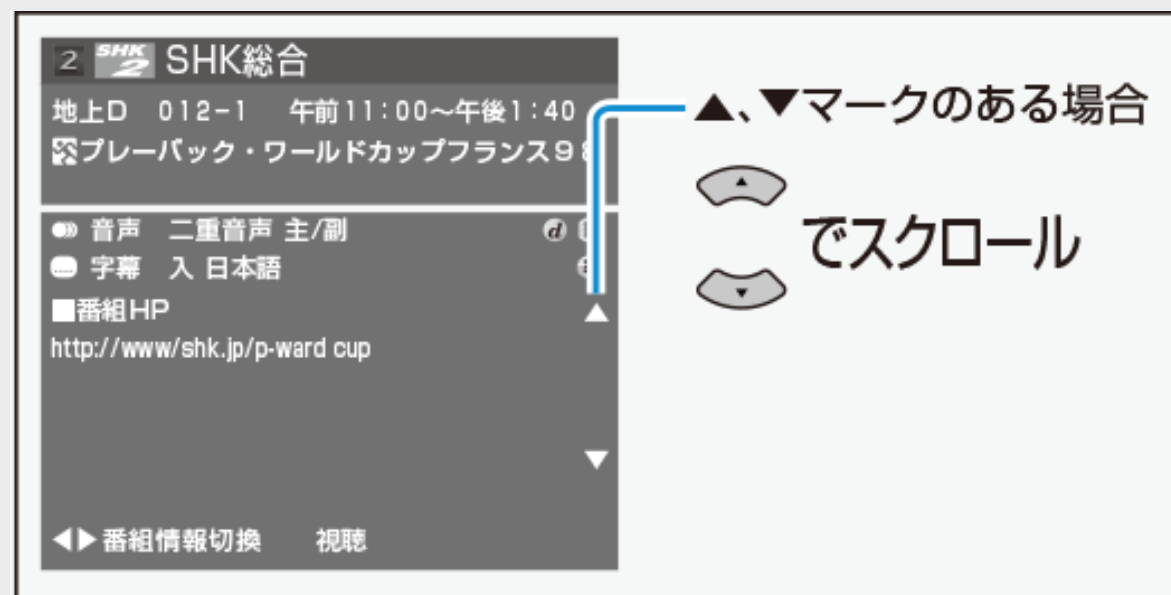 2 SHK2 SHK総合
地上D 012-1 午前11:00～午後1:40
プレーバック・ワールドカップフランス98
音声 二重音声 主/副 d
字幕 入 日本語
■番組HP
▲
http://www/shk.jp/p-ward cup
▼
◀▶番組情報切換 視聴
▲、▼マークのある場合
▲
でスクロール
▼